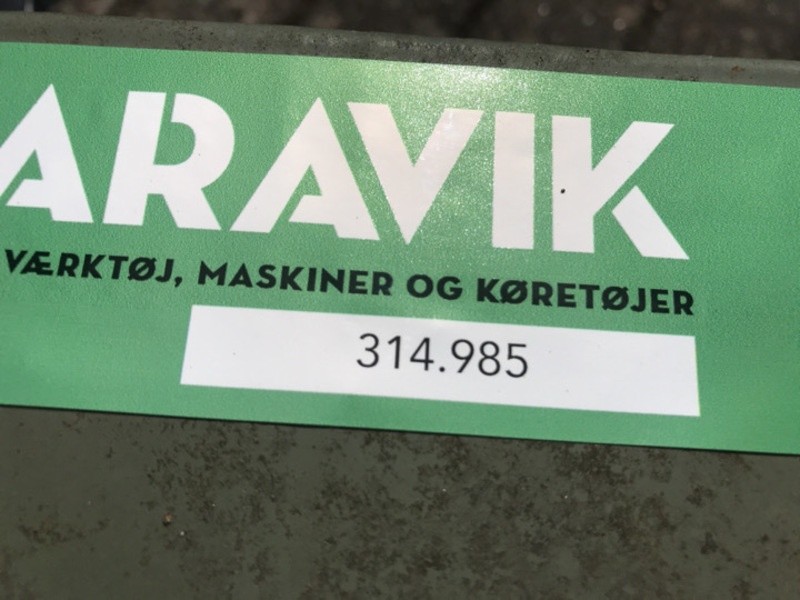 ARAVIK
VÆRKTØJ, MASKINER OG KØRETØJER
314.985